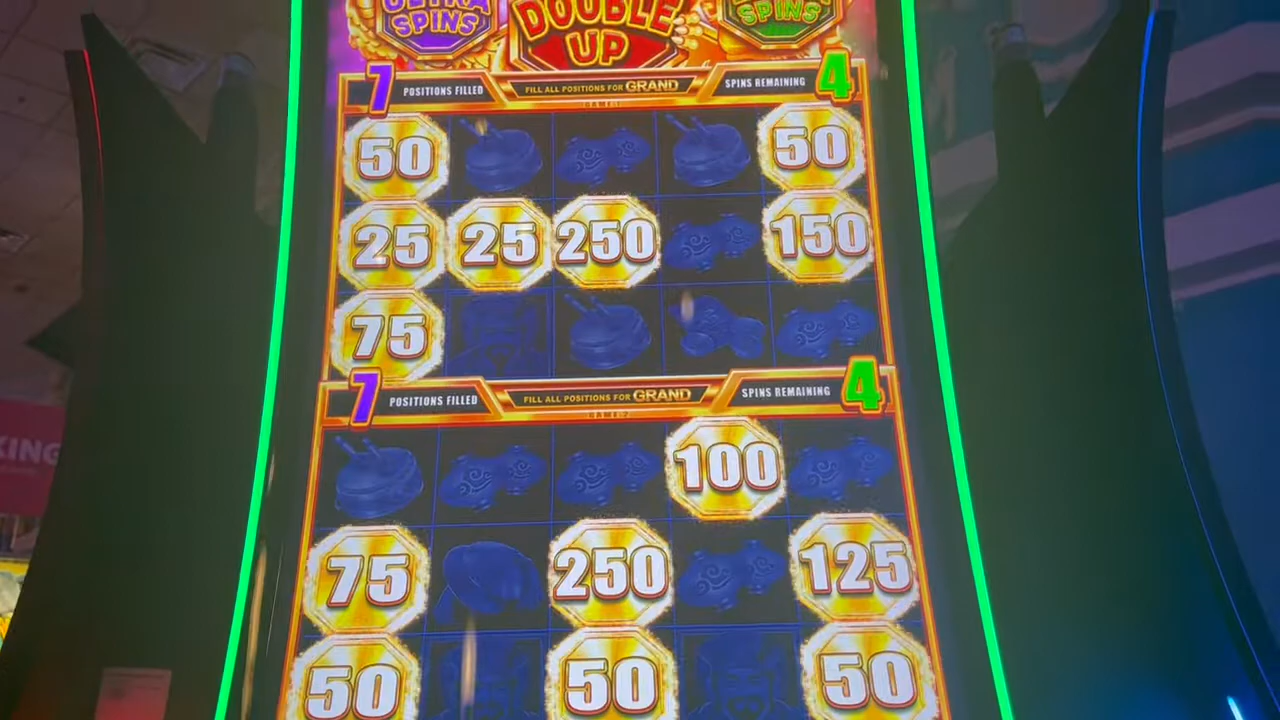 ULTRA
SPINS
DOUBLE
UP
SPINS
7 POSITIONS FILLED
FILL ALL POSITIONS FOR GRAND
SPINS REMAINING 4
50 50
25 25 250 150
75
7 POSITIONS FILLED
FILL ALL POSITIONS FOR GRAND
SPINS REMAINING 4
100
KING
75 250 125
50 50 50